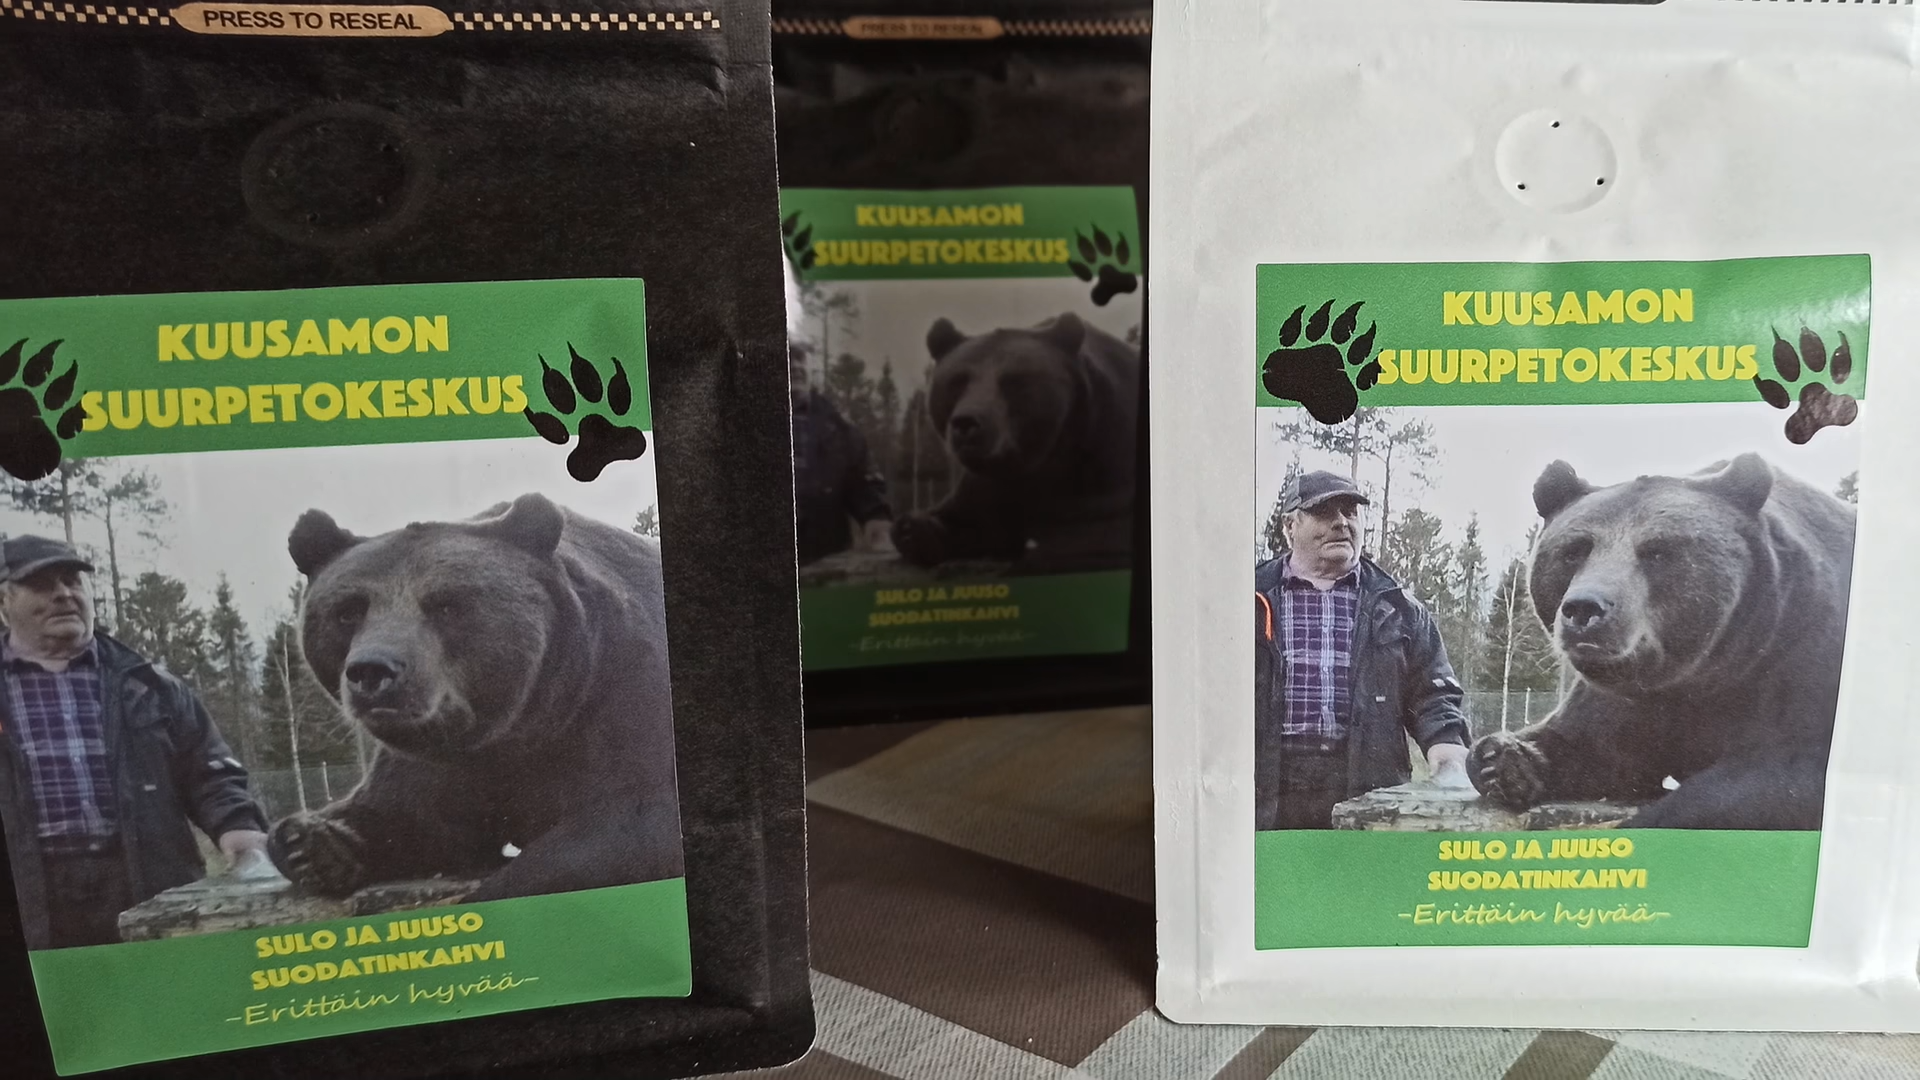 PRESS TO RESEAL
KUUSAMON
SUURPETOKESKUS
SULO JA JUUSO
SUODATINKAHVI
-Erittäin hyvää-
PRESS TO RESEAL
KUUSAMON
SUURPETOKESKUS
SULO JA JUUSO
SUODATINKAHVI
-Erittäin hyvää-
KUUSAMON
SUURPETOKESKUS
SULO JA JUUSO
SUODATINKAHVI
-Erittäin hyvää-